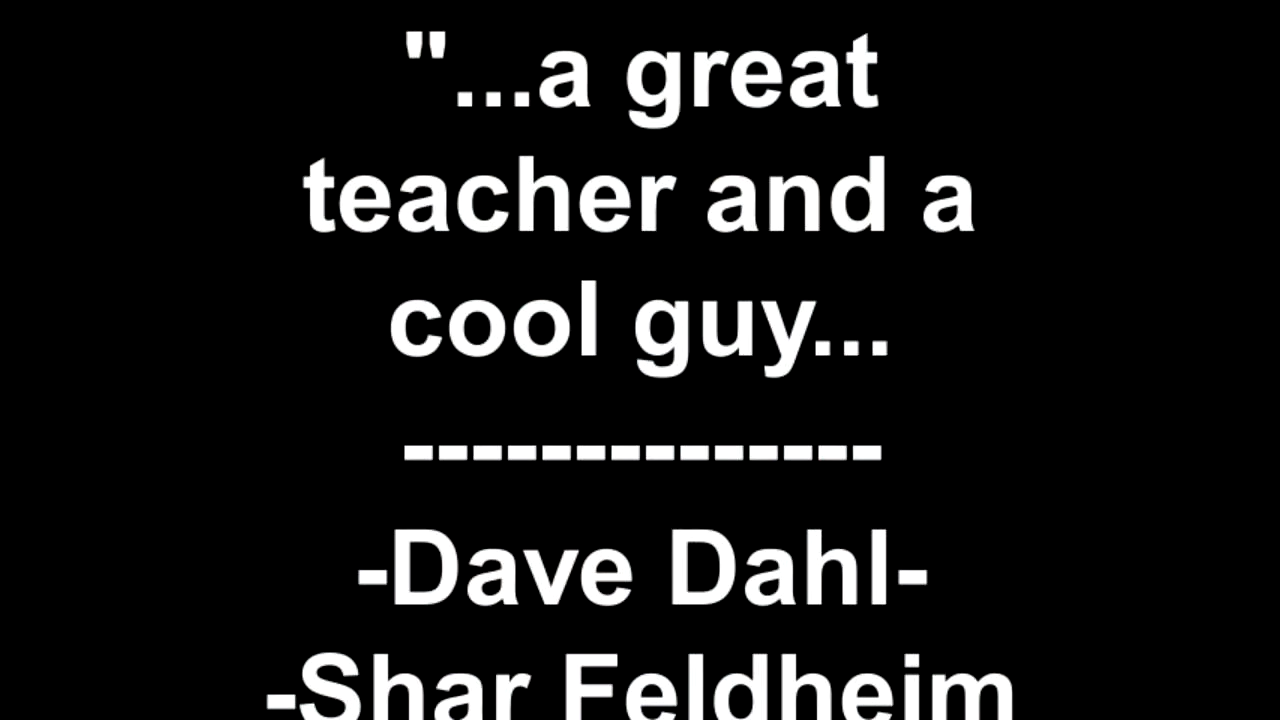 "...a great
teacher and a
cool guy...
--------------
-Dave Dahl-
-Shar Feldheim